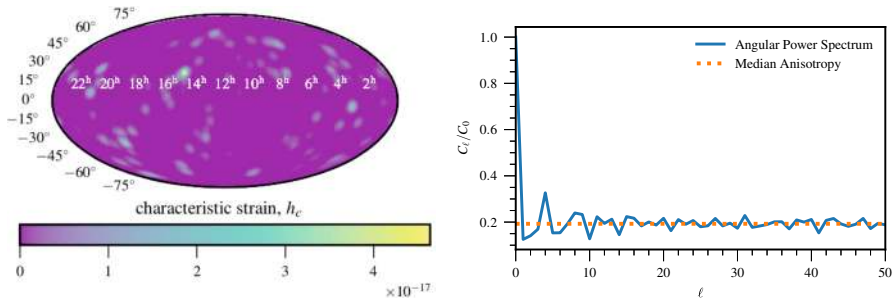 75°
60°
45°
30°
15°
0°
−15°
−30°
−45°
−60°
−75°
22ʰ 20ʰ 18ʰ 16ʰ 14ʰ 12ʰ 10ʰ 8ʰ 6ʰ 4ʰ 2ʰ
characteristic strain, h_c
0 1 2 3 4
×10⁻¹⁷
C_ℓ/C₀
1.0
0.8
0.6
0.4
0.2
0 10 20 30 40 50
ℓ
Angular Power Spectrum
Median Anisotropy